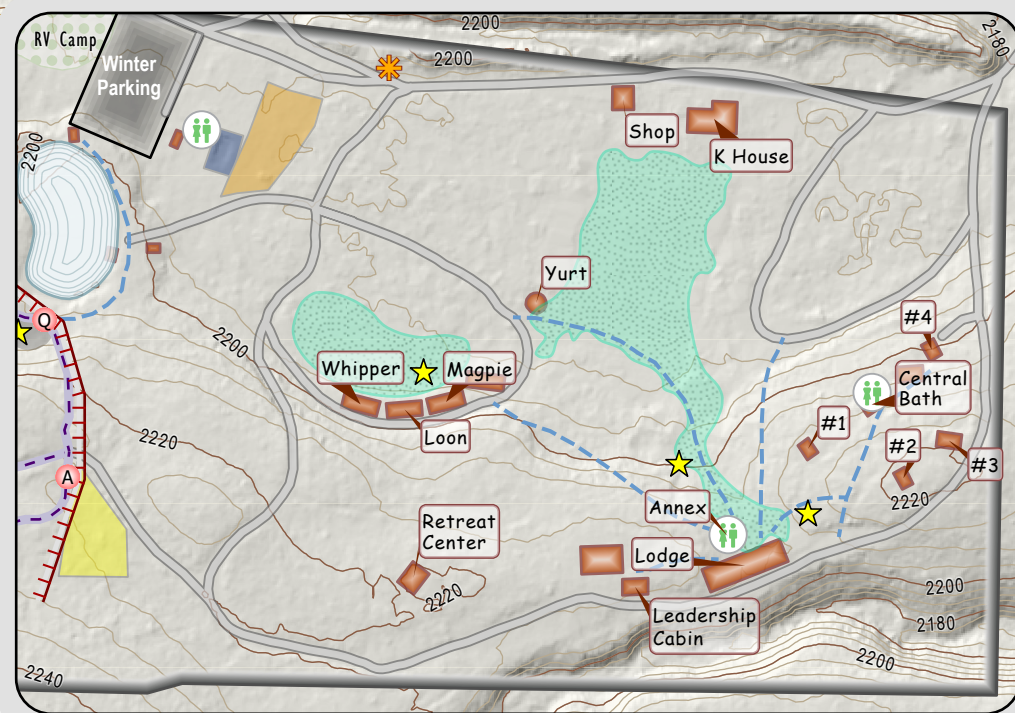 2200
2180
RV Camp
2200
Winter
Parking
Shop
K House
2200
Yurt
Q
#4
2200
Whipper
Magpie
Central
Bath
Loon
#1
2220
#2
#3
A
2220
Annex
Retreat
Center
Lodge
2220
2200
Leadership
Cabin
2180
2200
2240